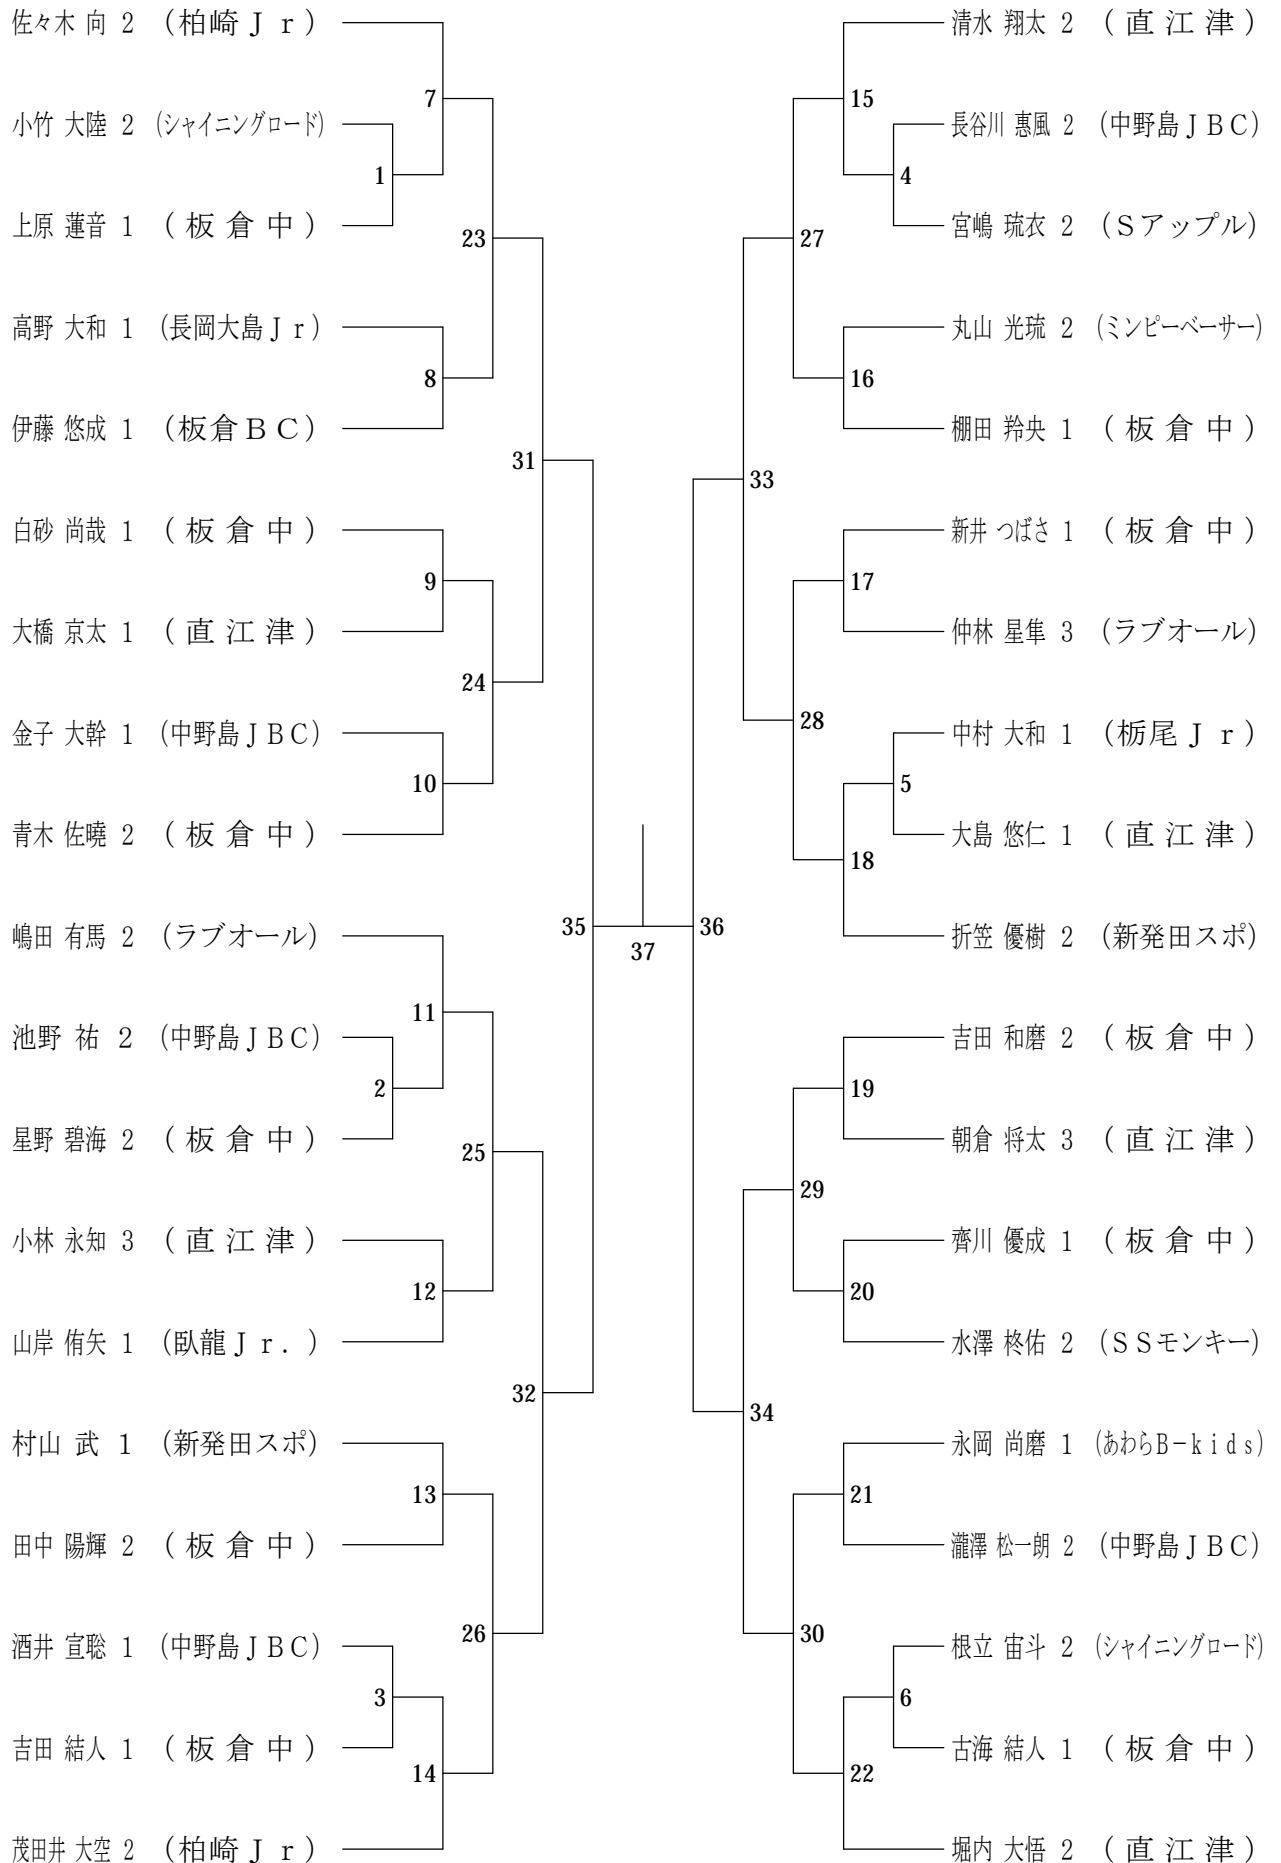 佐々木 向 2 (柏崎Jr)
7
小竹 大陸 2 (シャイニングロード)
1
上原 蓮音 1 (板倉中)
23
高野 大和 1 (長岡大島Jr)
8
伊藤 悠成 1 (板倉BC)
31
白砂 尚哉 1 (板倉中)
9
大橋 京太 1 (直江津)
24
金子 大幹 1 (中野島JBC)
10
青木 佐曉 2 (板倉中)
35
嶋田 有馬 2 (ラブオール)
11
池野 祐 2 (中野島JBC)
2
星野 碧海 2 (板倉中)
25
小林 永知 3 (直江津)
12
山岸 侑矢 1 (臥龍Jr.)
32
村山 武 1 (新発田スポ)
13
田中 陽輝 2 (板倉中)
26
酒井 宣聡 1 (中野島JBC)
3
吉田 結人 1 (板倉中)
14
茂田井 大空 2 (柏崎Jr)
37
清水 翔太 2 (直江津)
15
長谷川 惠風 2 (中野島JBC)
4
宮嶋 琉衣 2 (Sアップル)
27
丸山 光琉 2 (ミンピーベーサー)
16
棚田 羚央 1 (板倉中)
33
新井 つばさ 1 (板倉中)
17
仲林 星隼 3 (ラブオール)
28
中村 大和 1 (栃尾Jr)
5
大島 悠仁 1 (直江津)
18
折笠 優樹 2 (新発田スポ)
36
吉田 和磨 2 (板倉中)
19
朝倉 将太 3 (直江津)
29
齊川 優成 1 (板倉中)
20
水澤 柊佑 2 (SSモンキー)
34
永岡 尚磨 1 (あわらB-kids)
21
瀧澤 松一朗 2 (中野島JBC)
30
根立 宙斗 2 (シャイニングロード)
6
古海 結人 1 (板倉中)
22
堀内 大悟 2 (直江津)